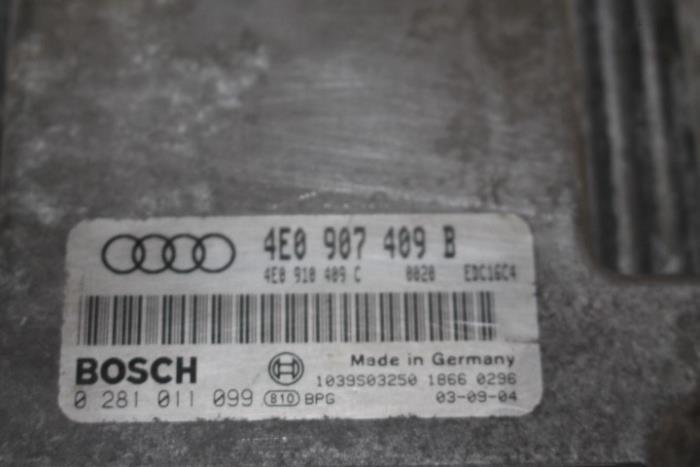 4E0 907 409 B
4E0 910 409 C 0020 EDC16C4
BOSCH
Made in Germany
1039S03250 1866 0296
0 281 011 099 810 BPG
03-09-04